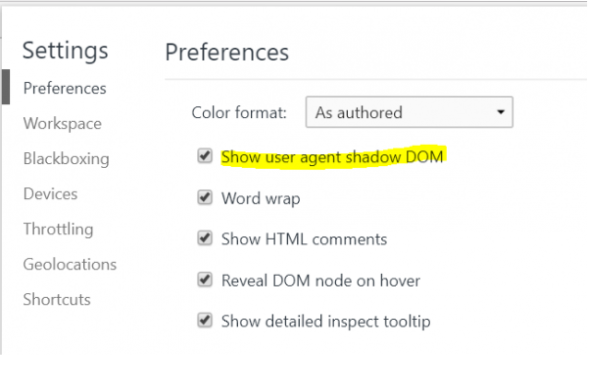 Settings
Preferences
Workspace
Blackboxing
Devices
Throttling
Geolocations
Shortcuts
Preferences
Color format: As authored
Show user agent shadow DOM
Word wrap
Show HTML comments
Reveal DOM node on hover
Show detailed inspect tooltip